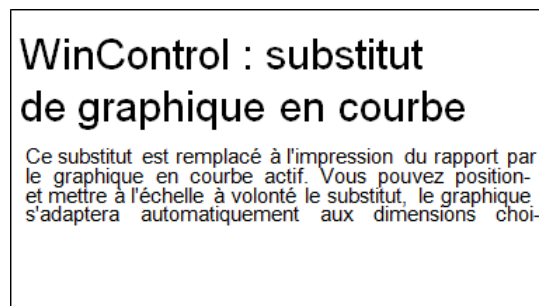 WinControl : substitut
de graphique en courbe
Ce substitut est remplacé à l'impression du rapport par
le graphique en courbe actif. Vous pouvez position-
et mettre à l'échelle à volonté le substitut, le graphique
s'adaptera automatiquement aux dimensions choi-